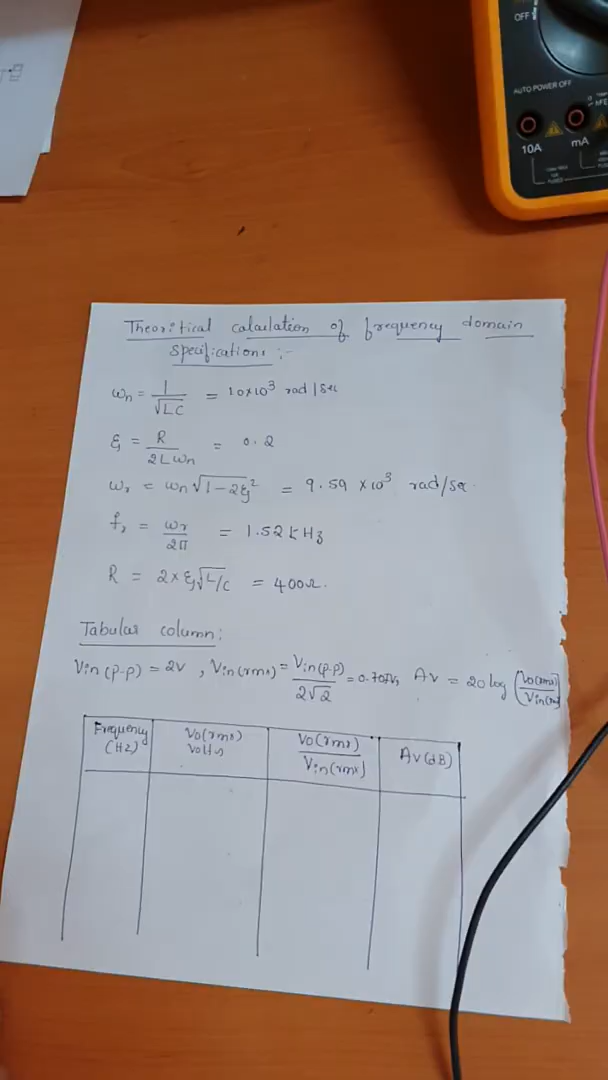 OFF
AUTO POWER OFF
10A
mA
Theoritical calculation of frequency domain
specifications :-
ωn = 1/√LC = 10×10³ rad/sec
ξ = R/2Lωn = 0.2
ωr = ωn √1-2ξ² = 9.59 ×10³ rad/sec.
fr = ωr/2π = 1.52 kHz
R = 2×ξ√L/C = 400Ω.
Tabular column:
Vin(p-p) = 2V , Vin(rms) = Vin(p-p)/2√2 = 0.707V, AV = 20 log (Vo(rms)/Vin(rm
Frequency (Hz) Vo(rms) Volts Vo(rms)/Vin(rms) AV(dB)